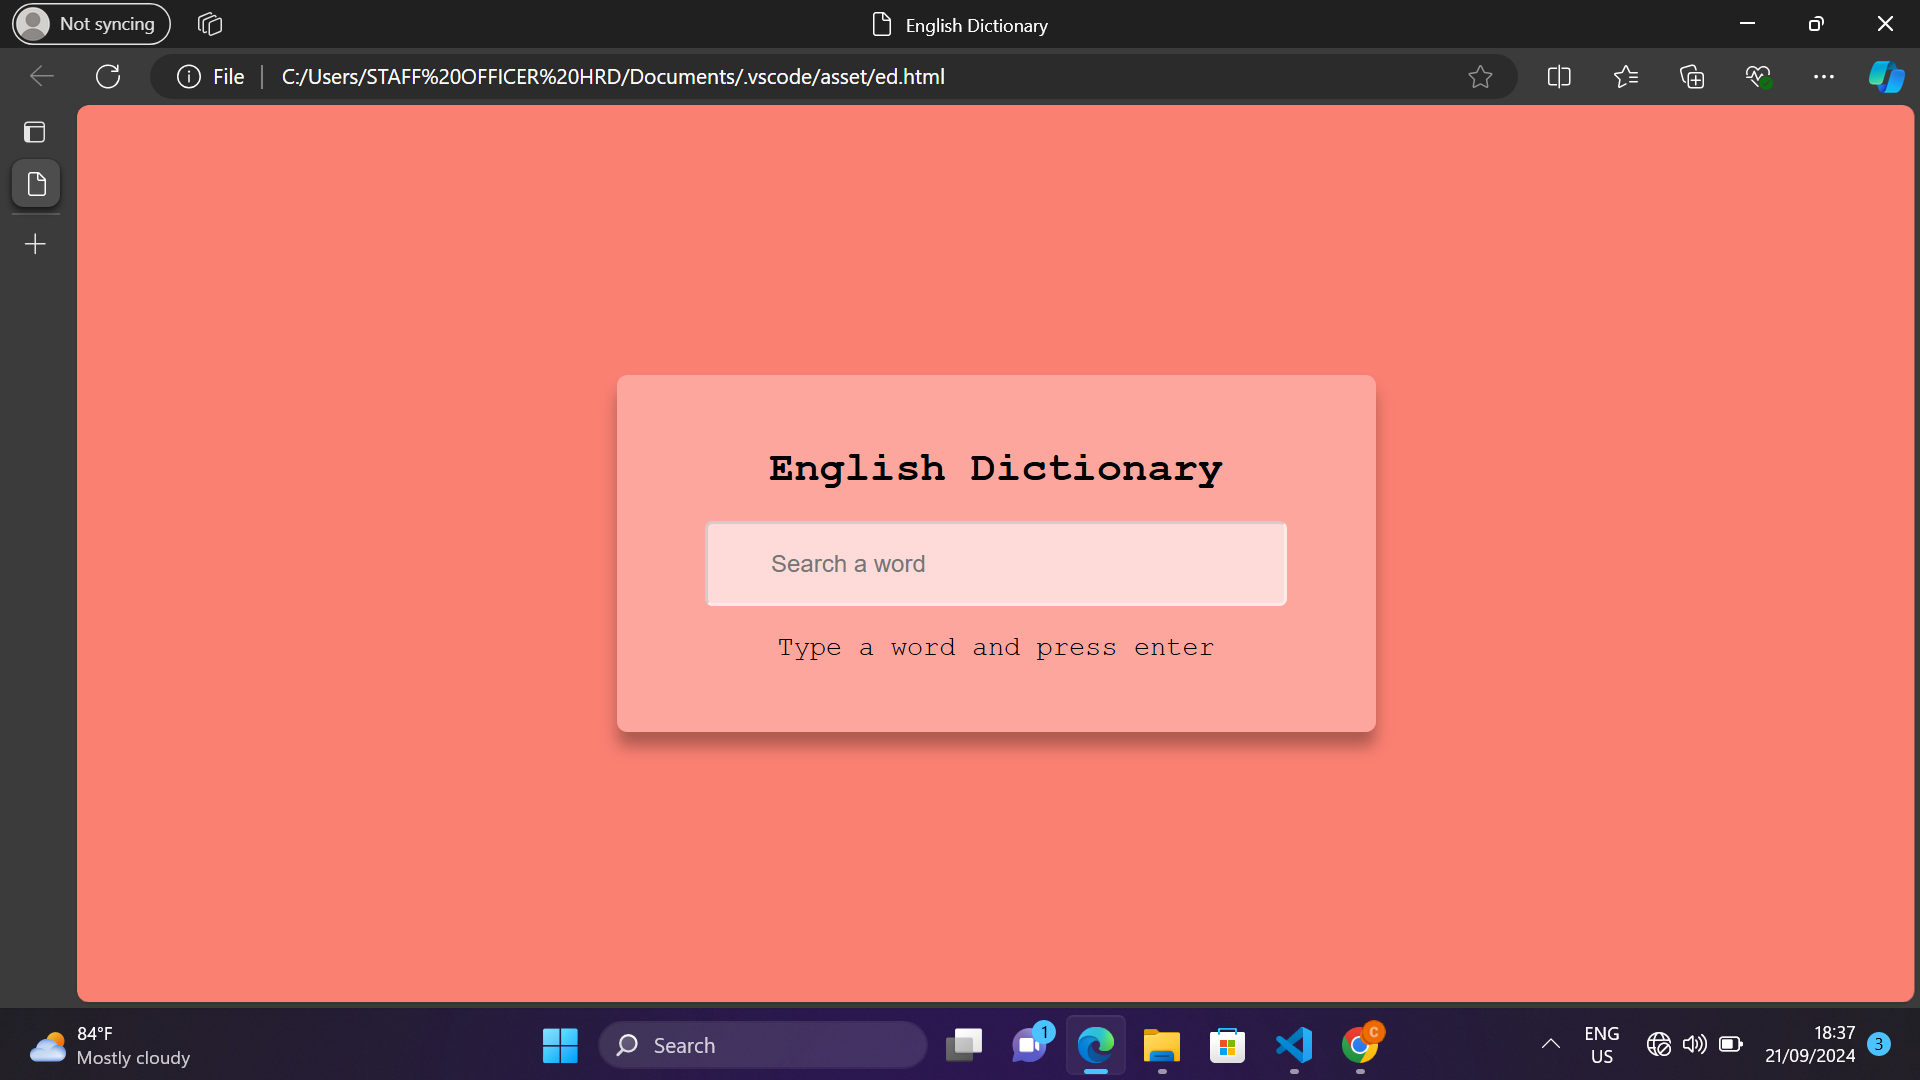 Not syncing
English Dictionary
File
C:/Users/STAFF%20OFFICER%20HRD/Documents/.vscode/asset/ed.html
English Dictionary
Search a word
Type a word and press enter
84°F
Mostly cloudy
Search
1
C
ENG
US
18:37
21/09/2024
3